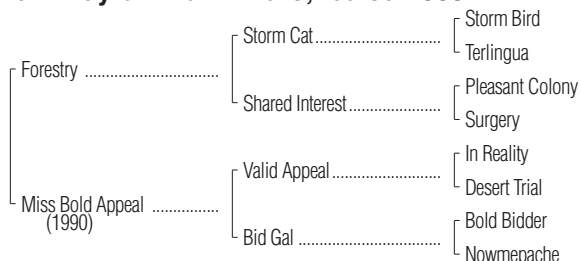 Storm Bird
Storm Cat
Terlingua
Forestry
Pleasant Colony
Shared Interest
Surgery
In Reality
Valid Appeal
Desert Trial
Miss Bold Appeal
(1990)
Bold Bidder
Bid Gal
Nowmepache